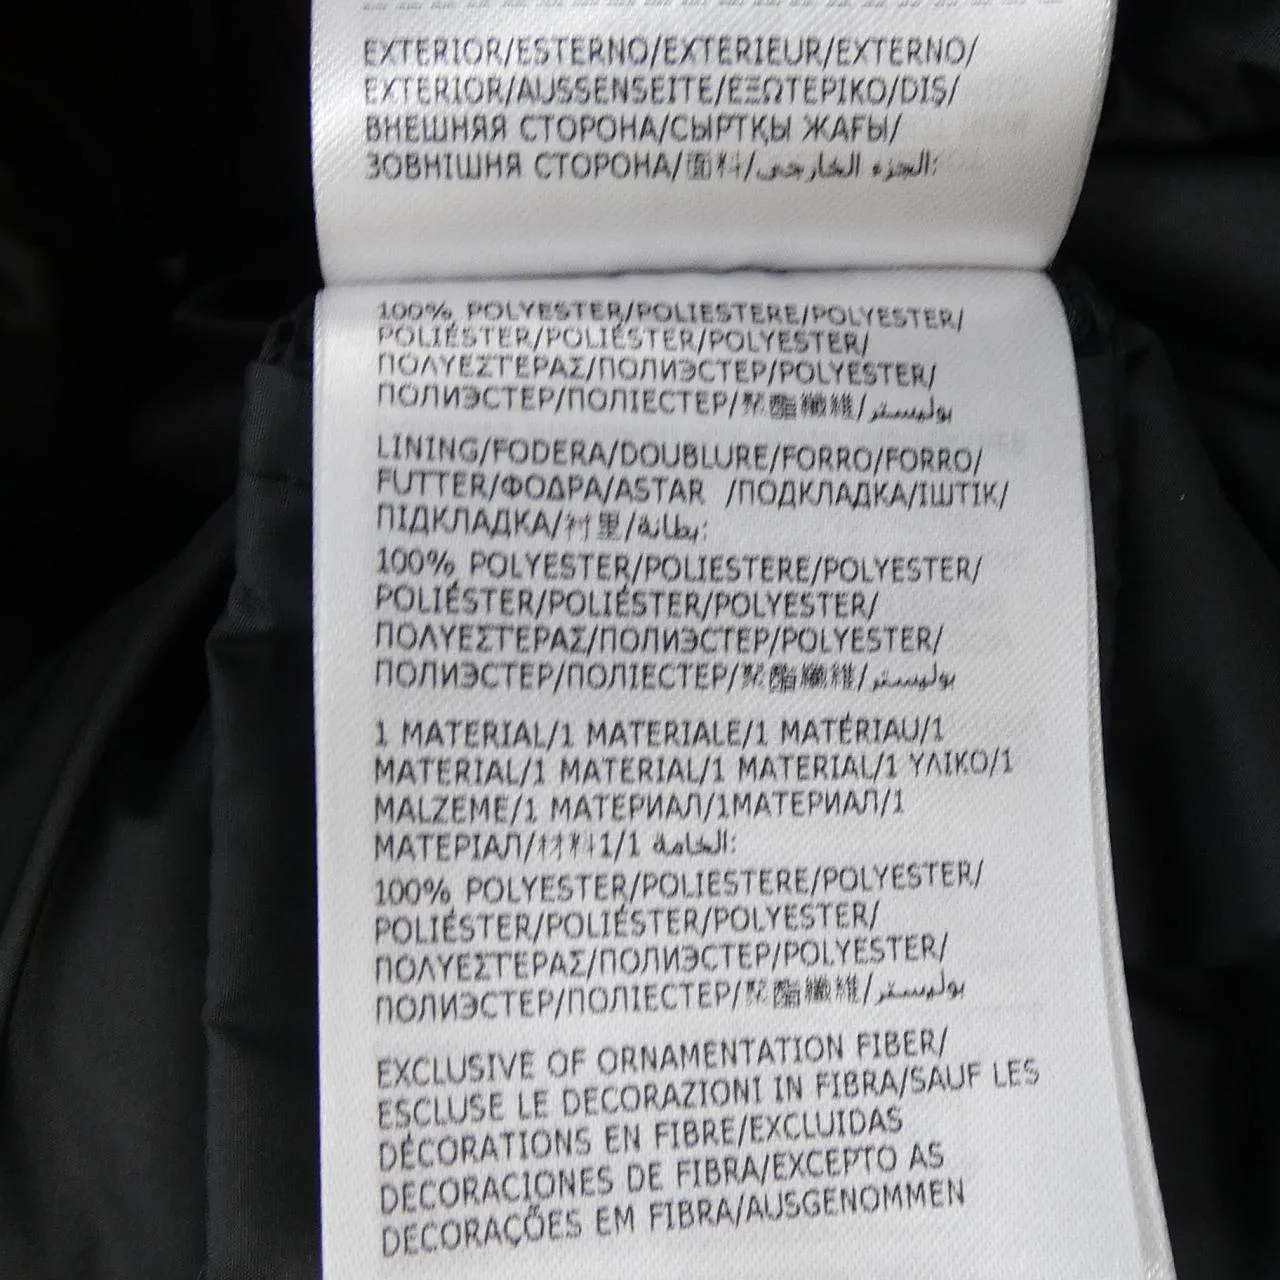 EXTERIOR/ESTERNO/EXTERIEUR/EXTERNO/
EXTERIOR/AUSSENSEITE/ΕΞΩΤΕΡΙΚΟ/DIŞ/
ВНЕШНЯЯ СТОРОНА/СЫРТҚЫ ЖАҒЫ/
ЗОВНІШНЯ СТОРОНА/面料/الجزء الخارجي:
100% POLYESTER/POLIESTERE/POLYESTER/
POLIÉSTER/POLIÉSTER/POLYESTER/
ΠΟΛΥΕΣΤΕΡΑΣ/ПОЛИЭСТЕР/POLYESTER/
ПОЛИЭСТЕР/ПОЛІЕСТЕР/聚酯纖維/بوليستر
LINING/FODERA/DOUBLURE/FORRO/FORRO/
FUTTER/ΦΟΔΡΑ/ASTAR /ПОДКЛАДКА/ІШТІК/
ПІДКЛАДКА/衬里/بطانة:
100% POLYESTER/POLIESTERE/POLYESTER/
POLIÉSTER/POLIÉSTER/POLYESTER/
ΠΟΛΥΕΣΤΕΡΑΣ/ПОЛИЭСТЕР/POLYESTER/
ПОЛИЭСТЕР/ПОЛІЕСТЕР/聚酯纖維/بوليستر
1 MATERIAL/1 MATERIALE/1 MATÉRIAU/1
MATERIAL/1 MATERIAL/1 MATERIAL/1 ΥΛΙΚΟ/1
MALZEME/1 МАТЕРИАЛ/1МАТЕРИАЛ/1
МАТЕРІАЛ/材料1/1 الخامة:
100% POLYESTER/POLIESTERE/POLYESTER/
POLIÉSTER/POLIÉSTER/POLYESTER/
ΠΟΛΥΕΣΤΕΡΑΣ/ПОЛИЭСТЕР/POLYESTER/
ПОЛИЭСТЕР/ПОЛІЕСТЕР/聚酯纖維/بوليستر
EXCLUSIVE OF ORNAMENTATION FIBER/
ESCLUSE LE DECORAZIONI IN FIBRA/SAUF LES
DÉCORATIONS EN FIBRE/EXCLUIDAS
DECORACIONES DE FIBRA/EXCEPTO AS
DECORAÇÕES EM FIBRA/AUSGENOMMEN